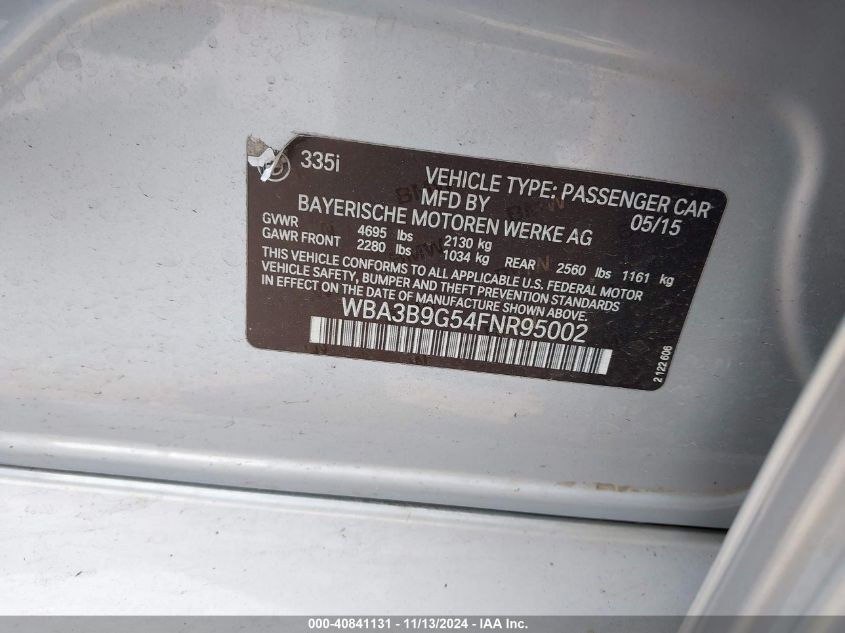 335i
VEHICLE TYPE: PASSENGER CAR
MFD BY 05/15
BAYERISCHE MOTOREN WERKE AG
GVWR 4695 lbs 2130 kg
GAWR FRONT 2280 lbs 1034 kg REAR 2560 lbs 1161 kg
THIS VEHICLE CONFORMS TO ALL APPLICABLE U.S. FEDERAL MOTOR
VEHICLE SAFETY, BUMPER AND THEFT PREVENTION STANDARDS
IN EFFECT ON THE DATE OF MANUFACTURE SHOWN ABOVE.
WBA3B9G54FNR95002
2 122 606
000-40841131 - 11/13/2024 - IAA Inc.